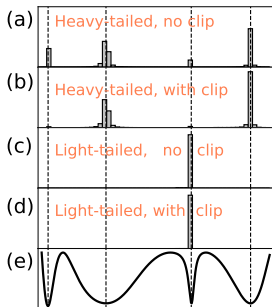 (a) Heavy-tailed, no clip
(b) Heavy-tailed, with clip
(c)
Light-tailed, no clip
(d) Light-tailed, with clip
(e)